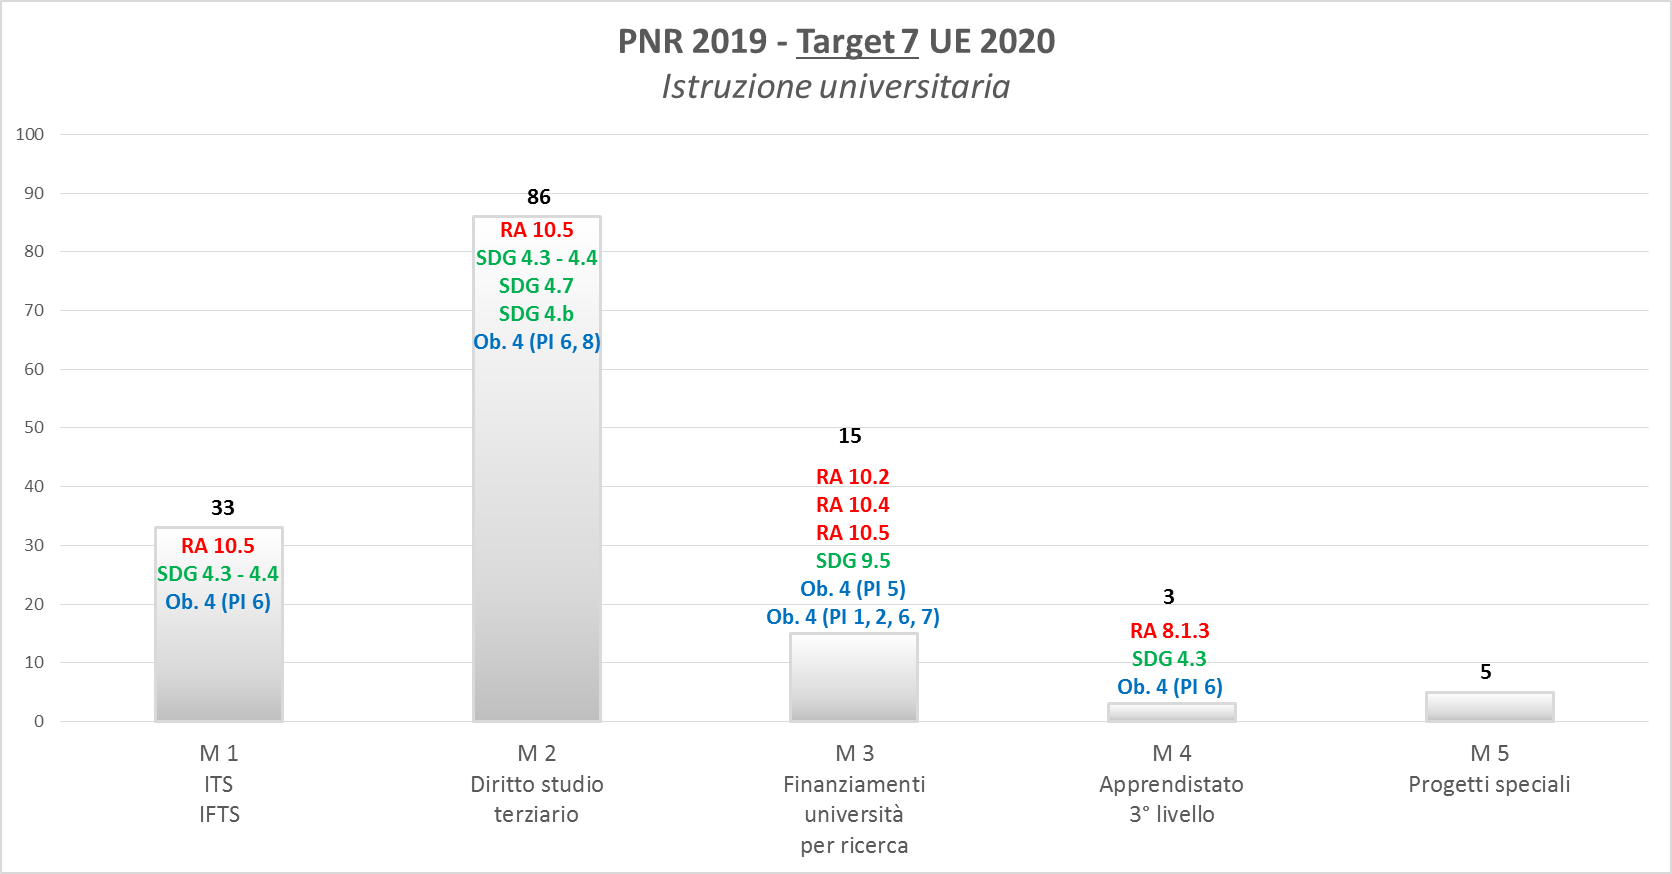 PNR 2019 - Target 7 UE 2020
Istruzione universitaria
100
90
80
70
60
50
40
30
20
10
0
33
RA 10.5
SDG 4.3 - 4.4
Ob. 4 (PI 6)
86
RA 10.5
SDG 4.3 - 4.4
SDG 4.7
SDG 4.b
Ob. 4 (PI 6, 8)
15
RA 10.2
RA 10.4
RA 10.5
SDG 9.5
Ob. 4 (PI 5)
Ob. 4 (PI 1, 2, 6, 7)
3
RA 8.1.3
SDG 4.3
Ob. 4 (PI 6)
5
M 1
ITS
IFTS
M 2
Diritto studio
terziario
M 3
Finanziamenti
università
per ricerca
M 4
Apprendistato
3° livello
M 5
Progetti speciali